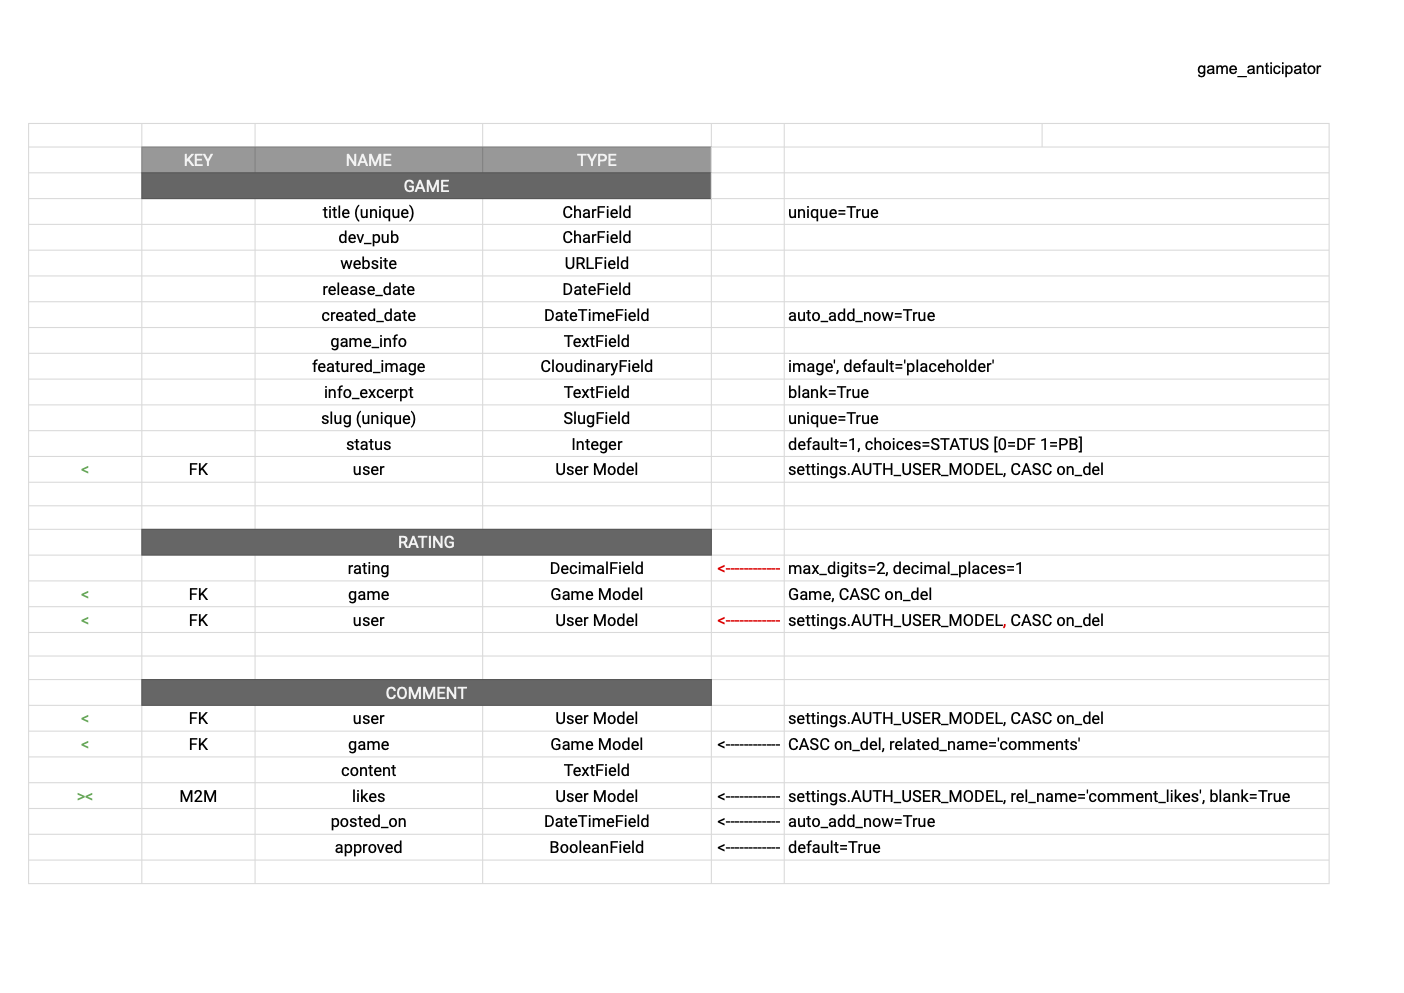 game_anticipator
KEY NAME TYPE
GAME
title (unique) CharField unique=True
dev_pub CharField
website URLField
release_date DateField
created_date DateTimeField auto_add_now=True
game_info TextField
featured_image CloudinaryField image', default='placeholder'
info_excerpt TextField blank=True
slug (unique) SlugField unique=True
status Integer default=1, choices=STATUS [0=DF 1=PB]
< FK user User Model settings.AUTH_USER_MODEL, CASC on_del
RATING
rating DecimalField <------------ max_digits=2, decimal_places=1
< FK game Game Model Game, CASC on_del
< FK user User Model <------------ settings.AUTH_USER_MODEL, CASC on_del
COMMENT
< FK user User Model settings.AUTH_USER_MODEL, CASC on_del
< FK game Game Model <------------ CASC on_del, related_name='comments'
content TextField
>< M2M likes User Model <------------ settings.AUTH_USER_MODEL, rel_name='comment_likes', blank=True
posted_on DateTimeField <------------ auto_add_now=True
approved BooleanField <------------ default=True